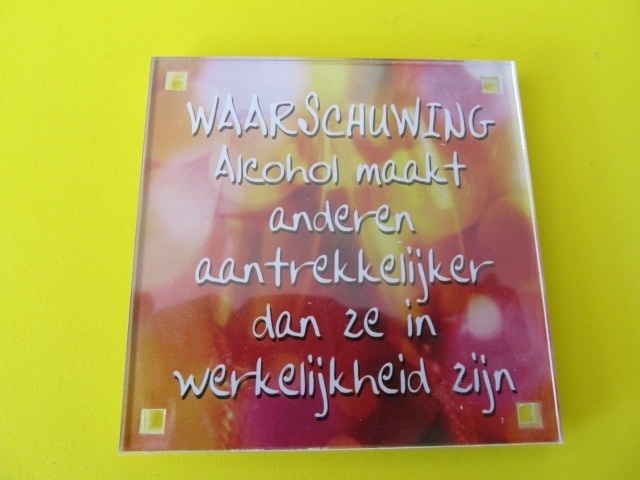 WAARSCHUWING
Alcohol maakt
anderen
aantrekkelijker
dan ze in
werkelijkheid zijn